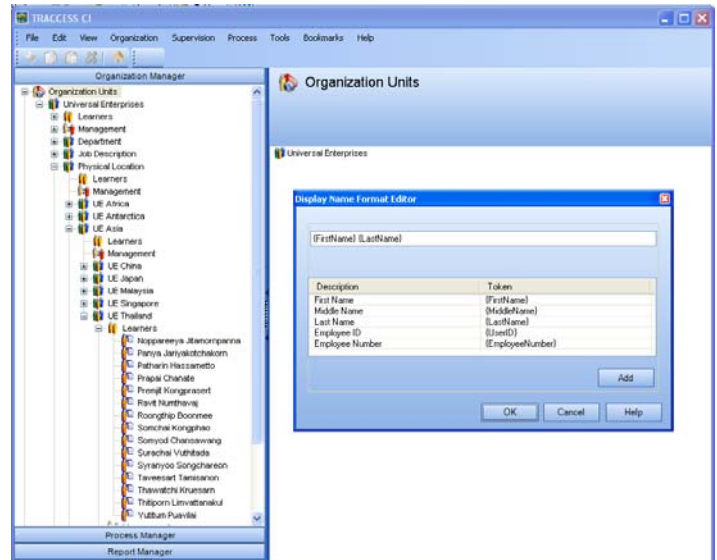 TRACCESS CI
File Edit View Organization Supervision Process Tools Bookmarks Help
Organization Manager
Organization Units
Universal Enterprises
Learners
Management
Department
Job Description
Physical Location
Learners
Management
UE Africa
UE Antarctica
UE Asia
Learners
Management
UE China
UE Japan
UE Malaysia
UE Singapore
UE Thailand
Learners
Noppareeya Jitamornpanna
Panya Jariyakotchakorn
Patharin Hassametto
Prapai Chanate
Premjit Kongprasert
Ravit Numthavaj
Roongthip Boonmee
Somchai Kongphao
Somyod Chansawang
Surachai Vuthitada
Syranyoo Songchareon
Taveesart Tamisanon
Thawatchi Kruesarn
Thitiporn Limvattanakul
Yuttum Puavilai
Process Manager
Report Manager
Organization Units
Universal Enterprises
Display Name Format Editor
{FirstName} {LastName}
Description Token
First Name {FirstName}
Middle Name {MiddleName}
Last Name {LastName}
Employee ID {UserID}
Employee Number {EmployeeNumber}
Add
OK Cancel Help